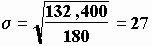 σ = √(132 ,400 / 180) = 27